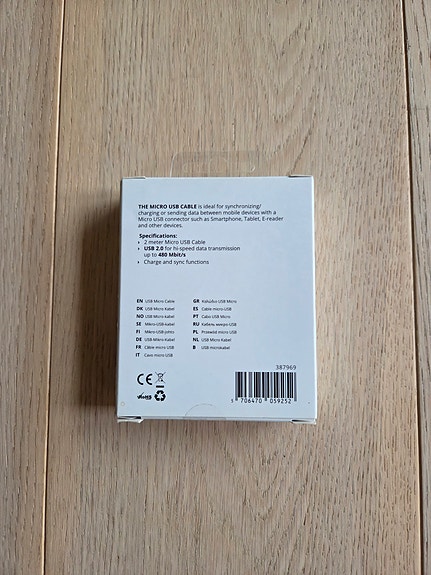 THE MICRO USB CABLE is ideal for synchronizing/
charging or sending data between mobile devices with a
Micro USB connector such as Smartphone, Tablet, E-reader
and other devices.
Specifications:
› 2 meter Micro USB Cable
› USB 2.0 for hi-speed data transmission
up to 480 Mbit/s
› Charge and sync functions
EN USB Micro Cable
DK USB Micro Kabel
NO USB Micro-kabel
SE Mikro-USB-kabel
FI Mikro-USB-johto
DE USB-Mikro Kabel
FR Câble micro USB
IT Cavo micro USB
GR Καλώδιο USB Micro
ES Cable micro-USB
PT Cabo USB Micro
RU Кабель микро USB
PL Przewód micro USB
NL USB Micro Kabel
B USB microkabel
387969
CE
RoHS
5 706470 059252